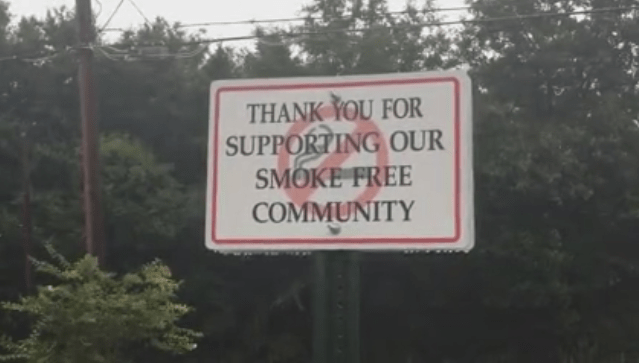 THANK YOU FOR
SUPPORTING OUR
SMOKE FREE
COMMUNITY